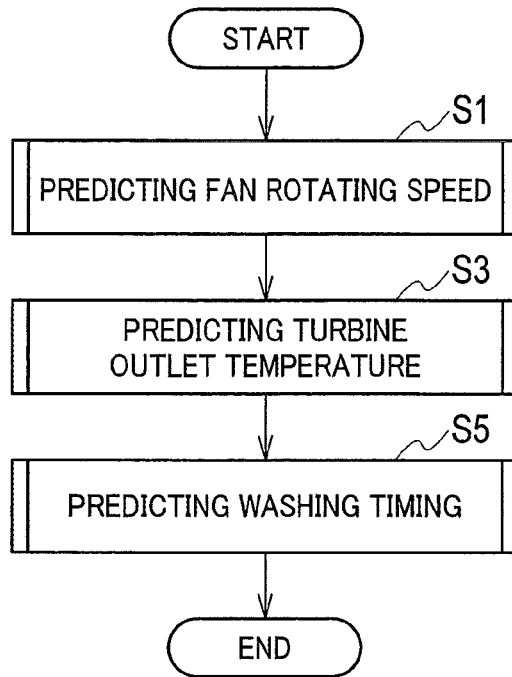 START
S1
PREDICTING FAN ROTATING SPEED
S3
PREDICTING TURBINE
OUTLET TEMPERATURE
S5
PREDICTING WASHING TIMING
END